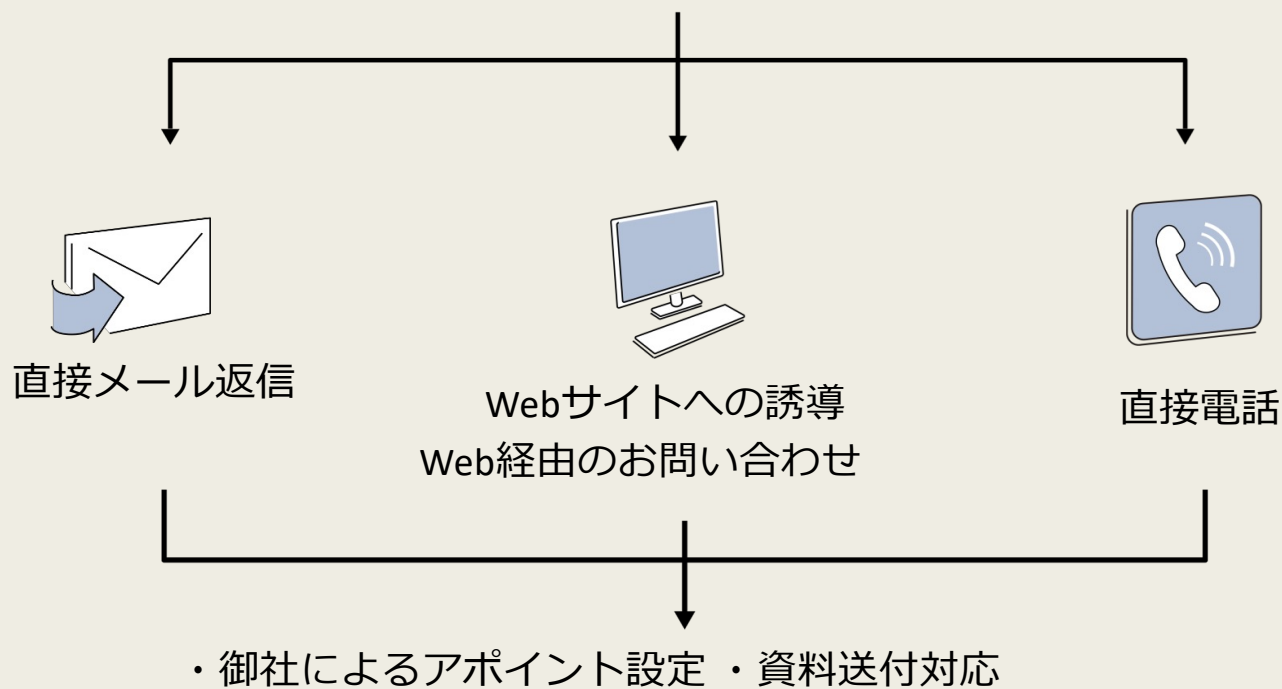 直接メール返信
Webサイトへの誘導
Web経由のお問い合わせ
直接電話
・御社によるアポイント設定 ・資料送付対応